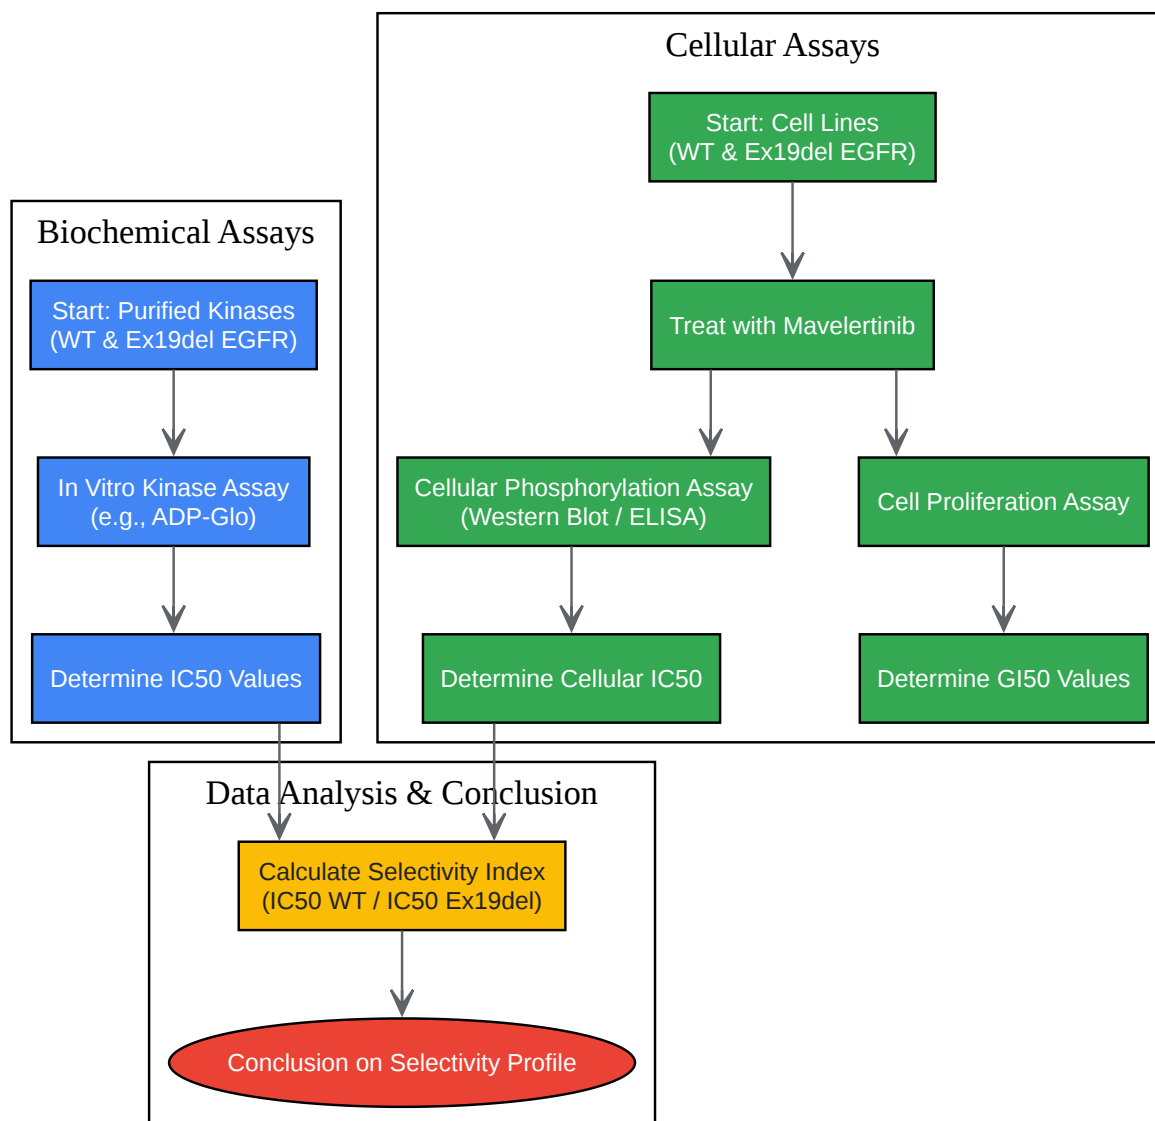 Cellular Assays
Start: Cell Lines
(WT & Ex19del EGFR)
Treat with Mavelertinib
Cellular Phosphorylation Assay
(Western Blot / ELISA)
Cell Proliferation Assay
Determine Cellular IC50
Determine GI50 Values
Biochemical Assays
Start: Purified Kinases
(WT & Ex19del EGFR)
In Vitro Kinase Assay
(e.g., ADP-Glo)
Determine IC50 Values
Data Analysis & Conclusion
Calculate Selectivity Index
(IC50 WT / IC50 Ex19del)
Conclusion on Selectivity Profile